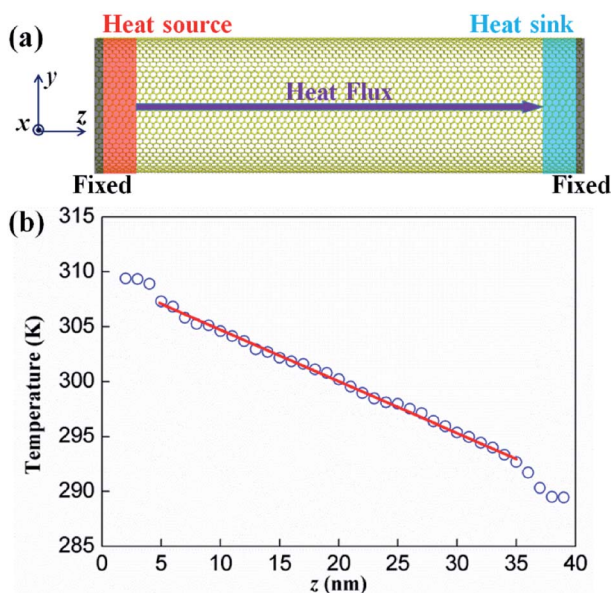 (a)
Heat source
Heat sink
y
x
z
Heat Flux
Fixed
Fixed
(b)
315
310
305
300
295
290
285
Temperature (K)
0 5 10 15 20 25 30 35 40
z (nm)